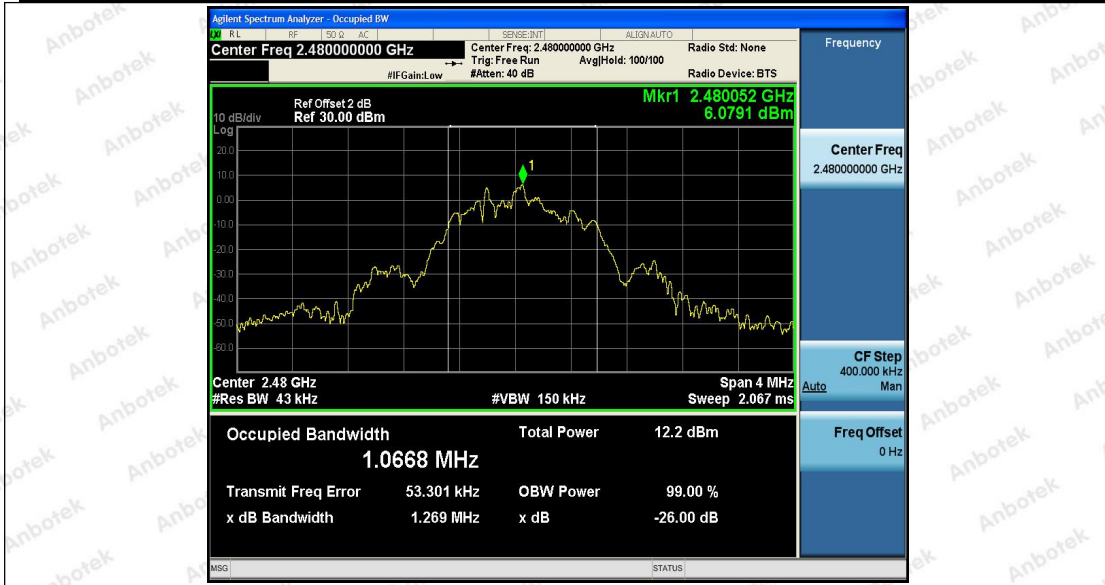 Agilent Spectrum Analyzer - Occupied BW
LXI RL RF 50 Ω AC SENSE:INT ALIGNAUTO
Center Freq 2.480000000 GHz
Center Freq: 2.480000000 GHz Radio Std: None
Trig: Free Run Avg|Hold: 100/100
#IFGain:Low #Atten: 40 dB Radio Device: BTS
Mkr1 2.480052 GHz
6.0791 dBm
Ref Offset 2 dB
10 dB/div Ref 30.00 dBm
Log
20.0
10.0
0.00
-10.0
-20.0
-30.0
-40.0
-50.0
-60.0
1
Center 2.48 GHz Span 4 MHz
#Res BW 43 kHz #VBW 150 kHz Sweep 2.067 ms
Occupied Bandwidth Total Power 12.2 dBm
1.0668 MHz
Transmit Freq Error 53.301 kHz OBW Power 99.00 %
x dB Bandwidth 1.269 MHz x dB -26.00 dB
MSG STATUS
Frequency
Center Freq
2.480000000 GHz
CF Step
400.000 kHz
Auto Man
Freq Offset
0 Hz
Anbotek